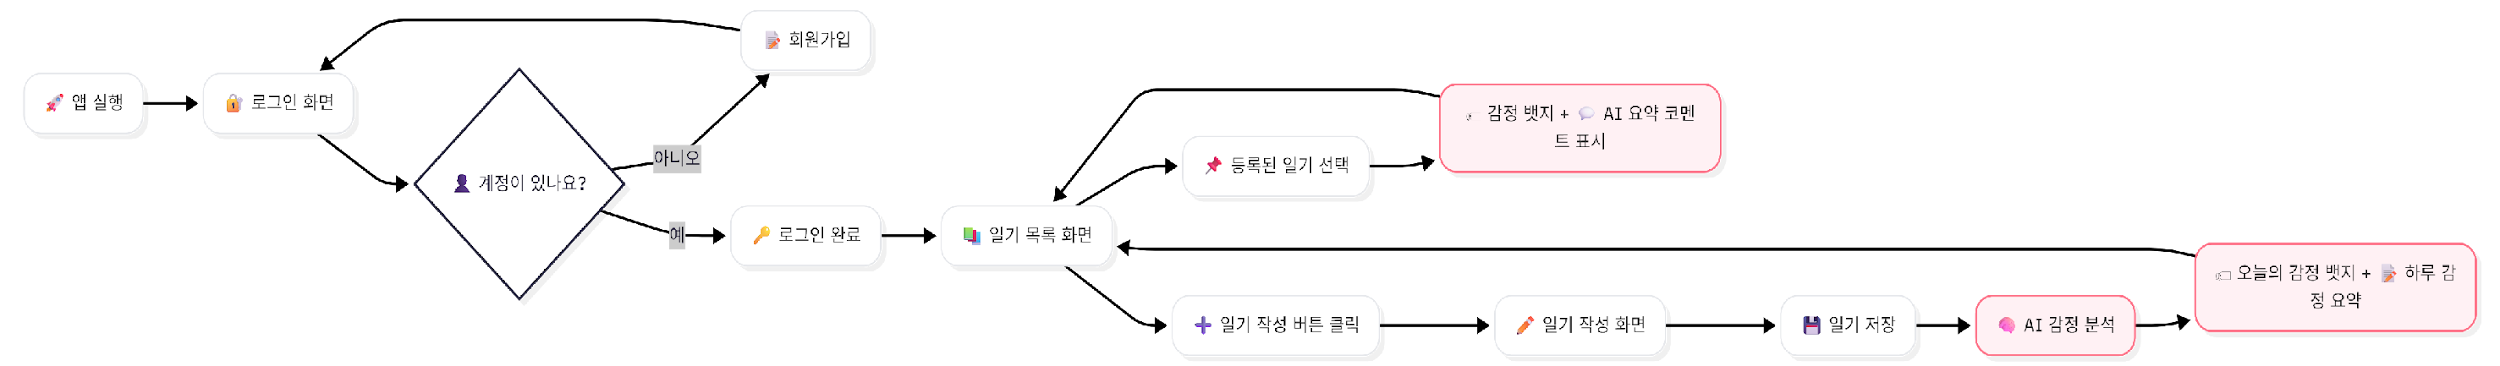 앱 실행
로그인 화면
계정이 있나요?
아니오
예
회원가입
로그인 완료
일기 목록 화면
등록된 일기 선택
감정 뱃지 + AI 요약 코멘
트 표시
일기 작성 버튼 클릭
일기 작성 화면
일기 저장
AI 감정 분석
오늘의 감정 뱃지 + 하루 감
정 요약